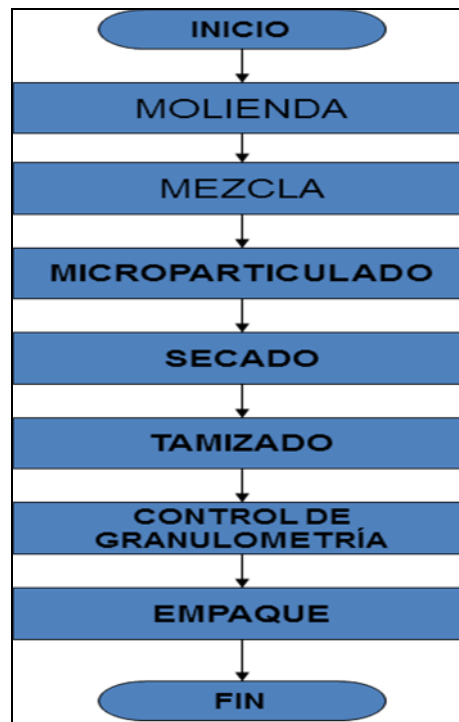 INICIO
MOLIENDA
MEZCLA
MICROPARTICULADO
SECADO
TAMIZADO
CONTROL DE
GRANULOMETRÍA
EMPAQUE
FIN